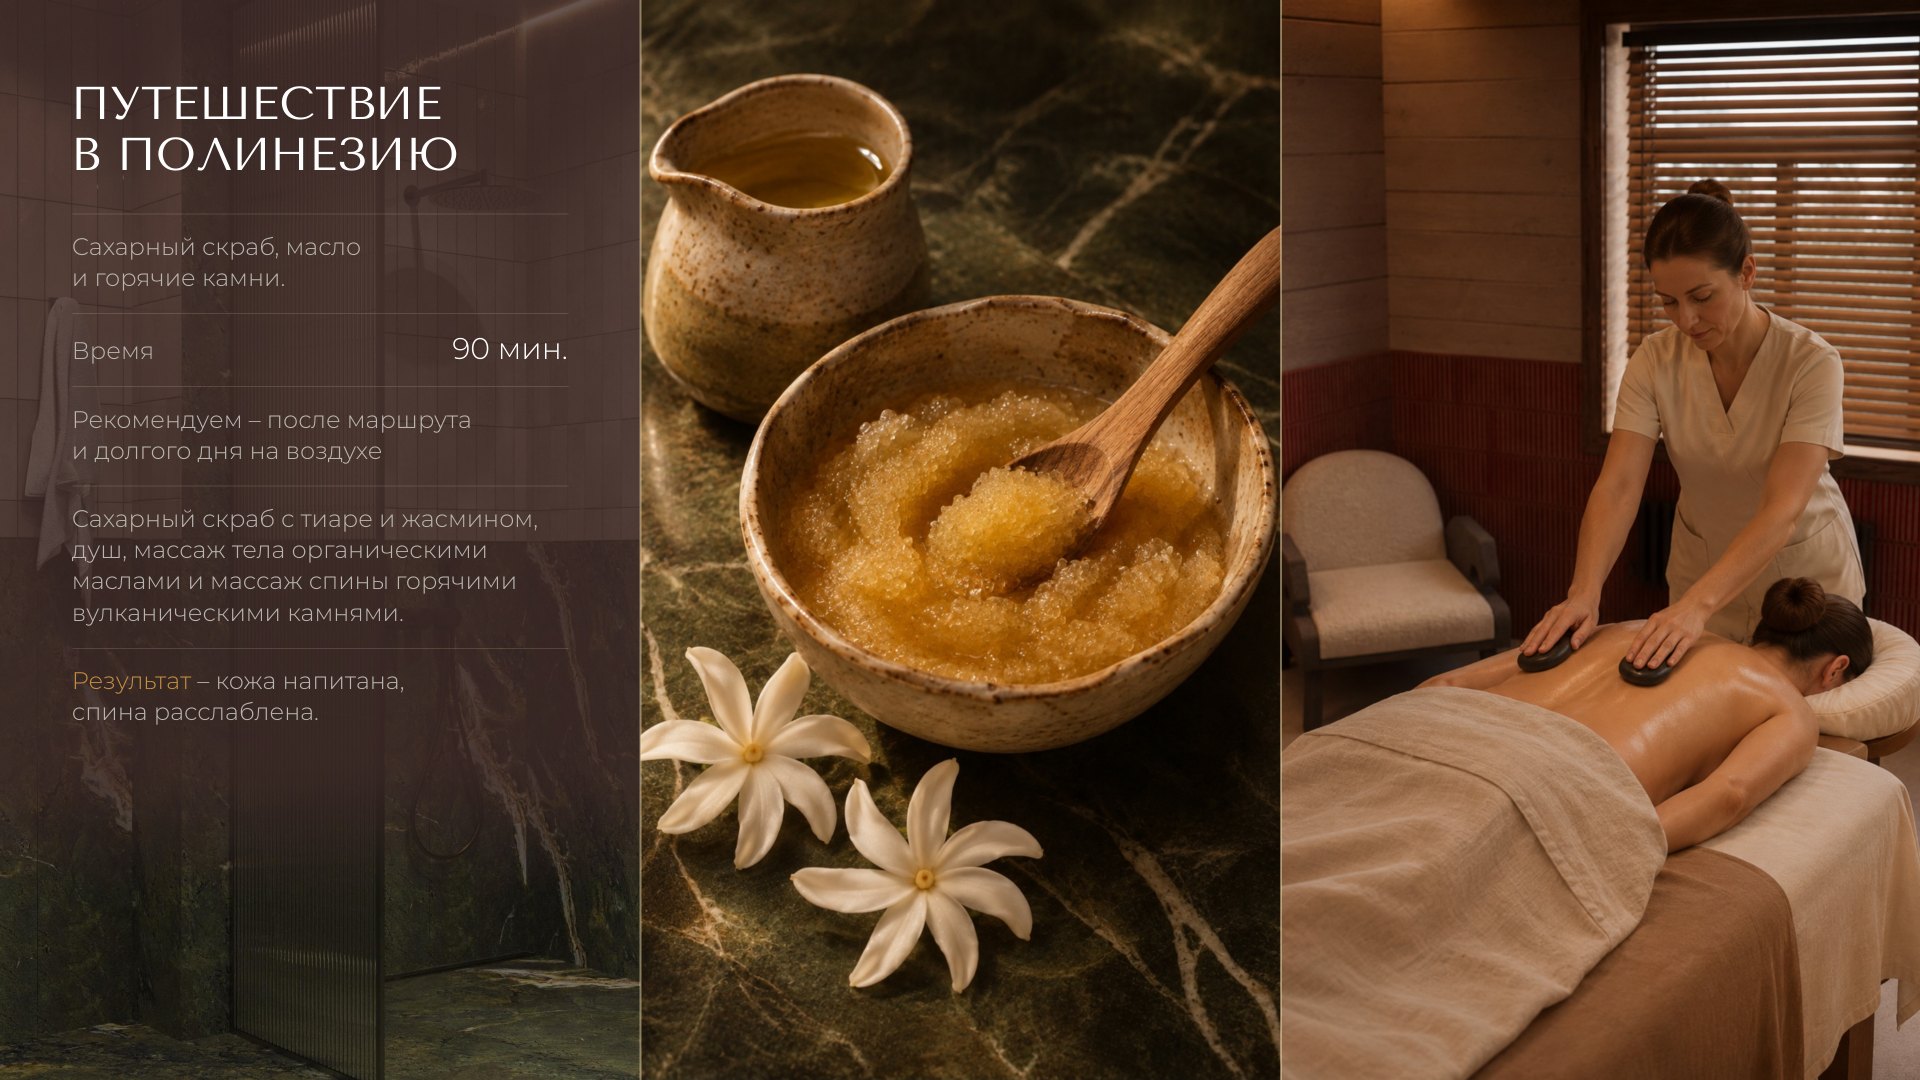 ПУТЕШЕСТВИЕ
В ПОЛИНЕЗИЮ
Сахарный скраб, масло
и горячие камни.
Время 90 мин.
Рекомендуем – после маршрута
и долгого дня на воздухе
Сахарный скраб с тиаре и жасмином,
душ, массаж тела органическими
маслами и массаж спины горячими
вулканическими камнями.
Результат – кожа напитана,
спина расслаблена.